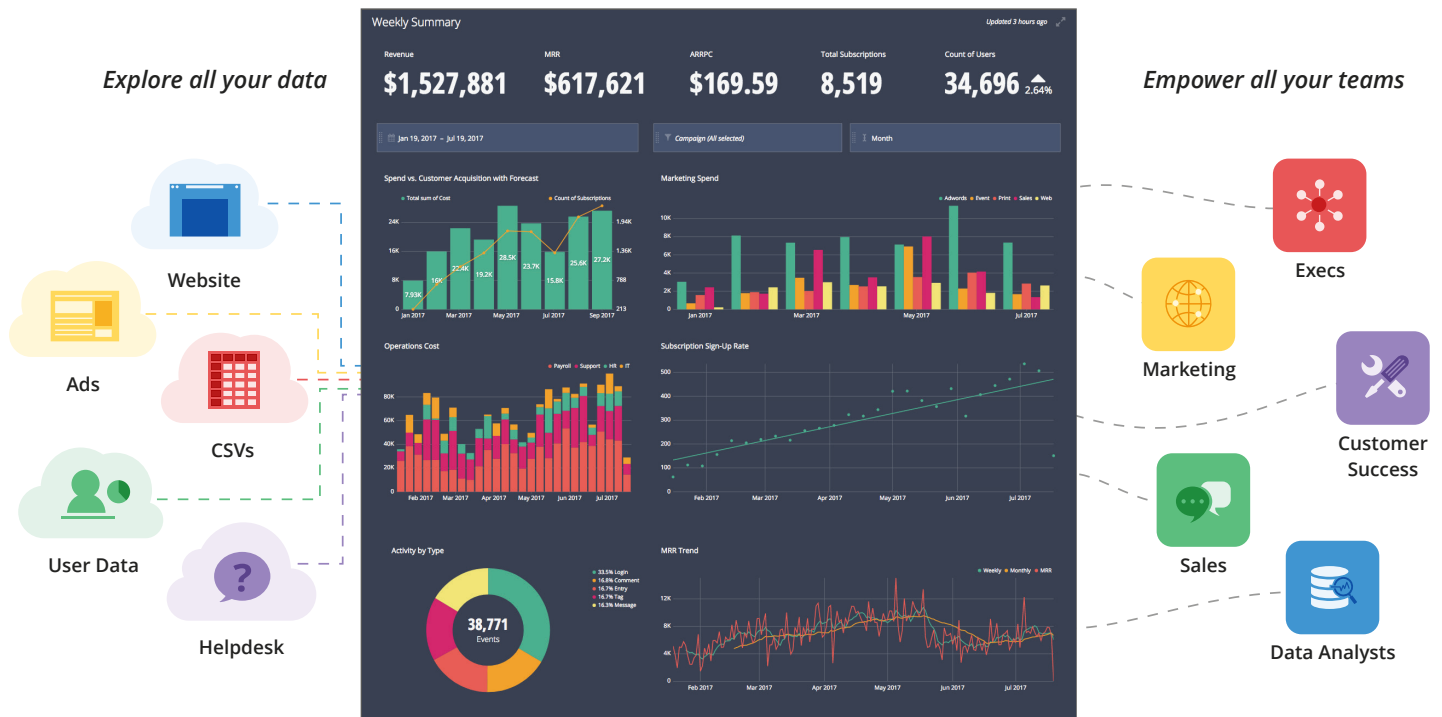 Explore all your data
Website
Ads
CSVs
User Data
Helpdesk
?
Weekly Summary
Updated 3 hours ago
Revenue
$1,527,881
MRR
$617,621
ARRPC
$169.59
Total Subscriptions
8,519
Count of Users
34,696
2.64%
Jan 19, 2017 – Jul 19, 2017
Campaign (All selected)
Month
Spend vs. Customer Acquisition with Forecast
Total sum of Cost
Count of Subscriptions
24K
16K
8K
0
1.94K
1.36K
788
213
7.93K
16K
22.4K
19.2K
28.5K
23.7K
15.8K
25.6K
27.2K
Jan 2017 Mar 2017 May 2017 Jul 2017 Sep 2017
Marketing Spend
Adwords Event Print Sales Web
10K
8K
6K
4K
2K
0
Jan 2017 Mar 2017 May 2017 Jul 2017
Operations Cost
Payroll Support HR IT
80K
60K
40K
20K
0
Feb 2017 Mar 2017 Apr 2017 May 2017 Jun 2017 Jul 2017
Subscription Sign-Up Rate
500
400
300
200
100
0
Feb 2017 Mar 2017 Apr 2017 May 2017 Jun 2017 Jul 2017
Activity by Type
33.5% Login
16.8% Comment
16.7% Entry
16.7% Tag
16.3% Message
38,771
Events
MRR Trend
Weekly Monthly MRR
12K
8K
4K
0
Feb 2017 Mar 2017 Apr 2017 May 2017 Jun 2017 Jul 2017
Empower all your teams
Execs
Marketing
Customer
Success
Sales
Data Analysts